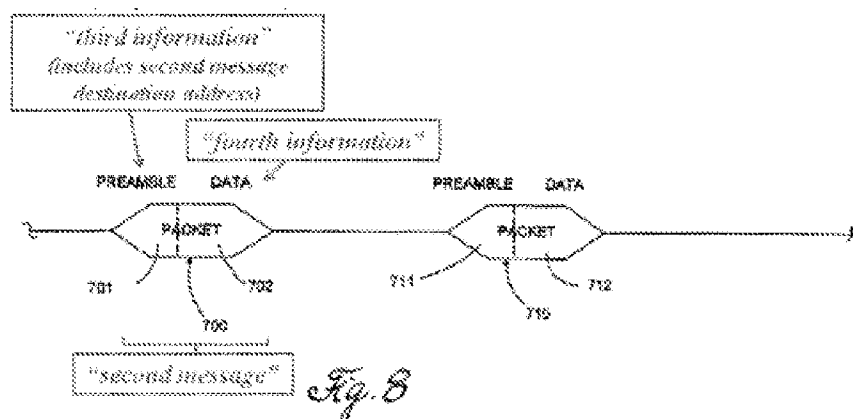 "third information"
(includes second message
destination address)
"fourth information"
PREAMBLE DATA
PREAMBLE DATA
PACKET
PACKET
701
702
711
712
700
715
"second message"
Fig. 8